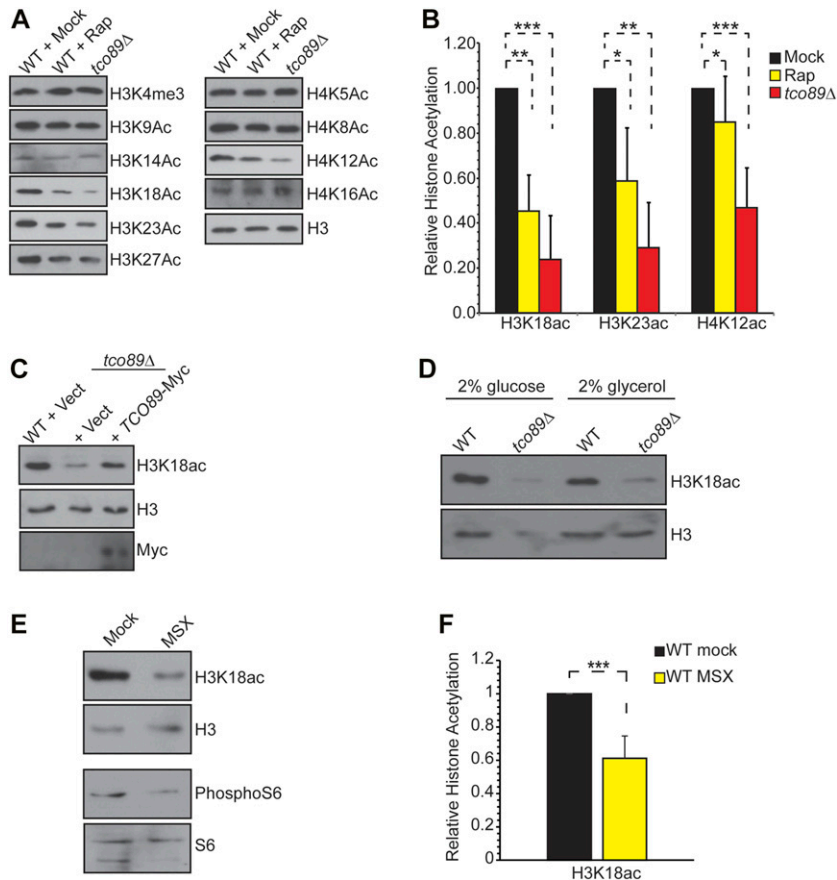 A
WT + Mock
WT + Rap
tco89Δ
H3K4me3
H3K9Ac
H3K14Ac
H3K18Ac
H3K23Ac
H3K27Ac
WT + Mock
WT + Rap
tco89Δ
H4K5Ac
H4K8Ac
H4K12Ac
H4K16Ac
H3
B
Relative Histone Acetylation
1.20
1.00
0.80
0.60
0.40
0.20
0.0
***
**
**
*
***
*
Mock
Rap
tco89Δ
H3K18ac
H3K23ac
H4K12ac
C
tco89Δ
WT + Vect
+ Vect
+ TCO89-Myc
H3K18ac
H3
Myc
D
2% glucose
2% glycerol
WT
tco89Δ
WT
tco89Δ
H3K18ac
H3
E
Mock
MSX
H3K18ac
H3
PhosphoS6
S6
F
Relative Histone Acetylation
1.2
1
0.8
0.6
0.4
0.2
0
***
WT mock
WT MSX
H3K18ac